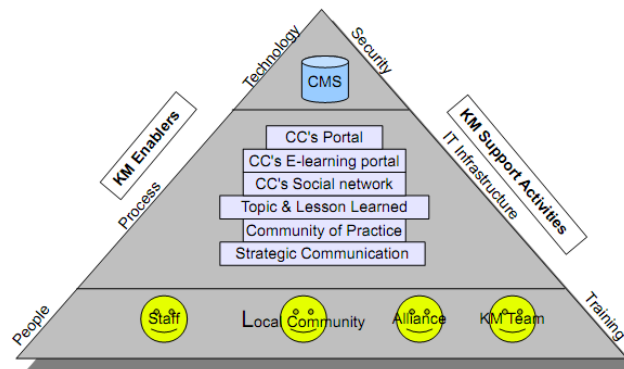 Technology
Security
CMS
KM Enablers
KM Support Activities
Process
IT Infrastructure
CC's Portal
CC's E-learning portal
CC's Social network
Topic & Lesson Learned
Community of Practice
Strategic Communication
People
Training
Staff
Local Community
Alliance
KM Team